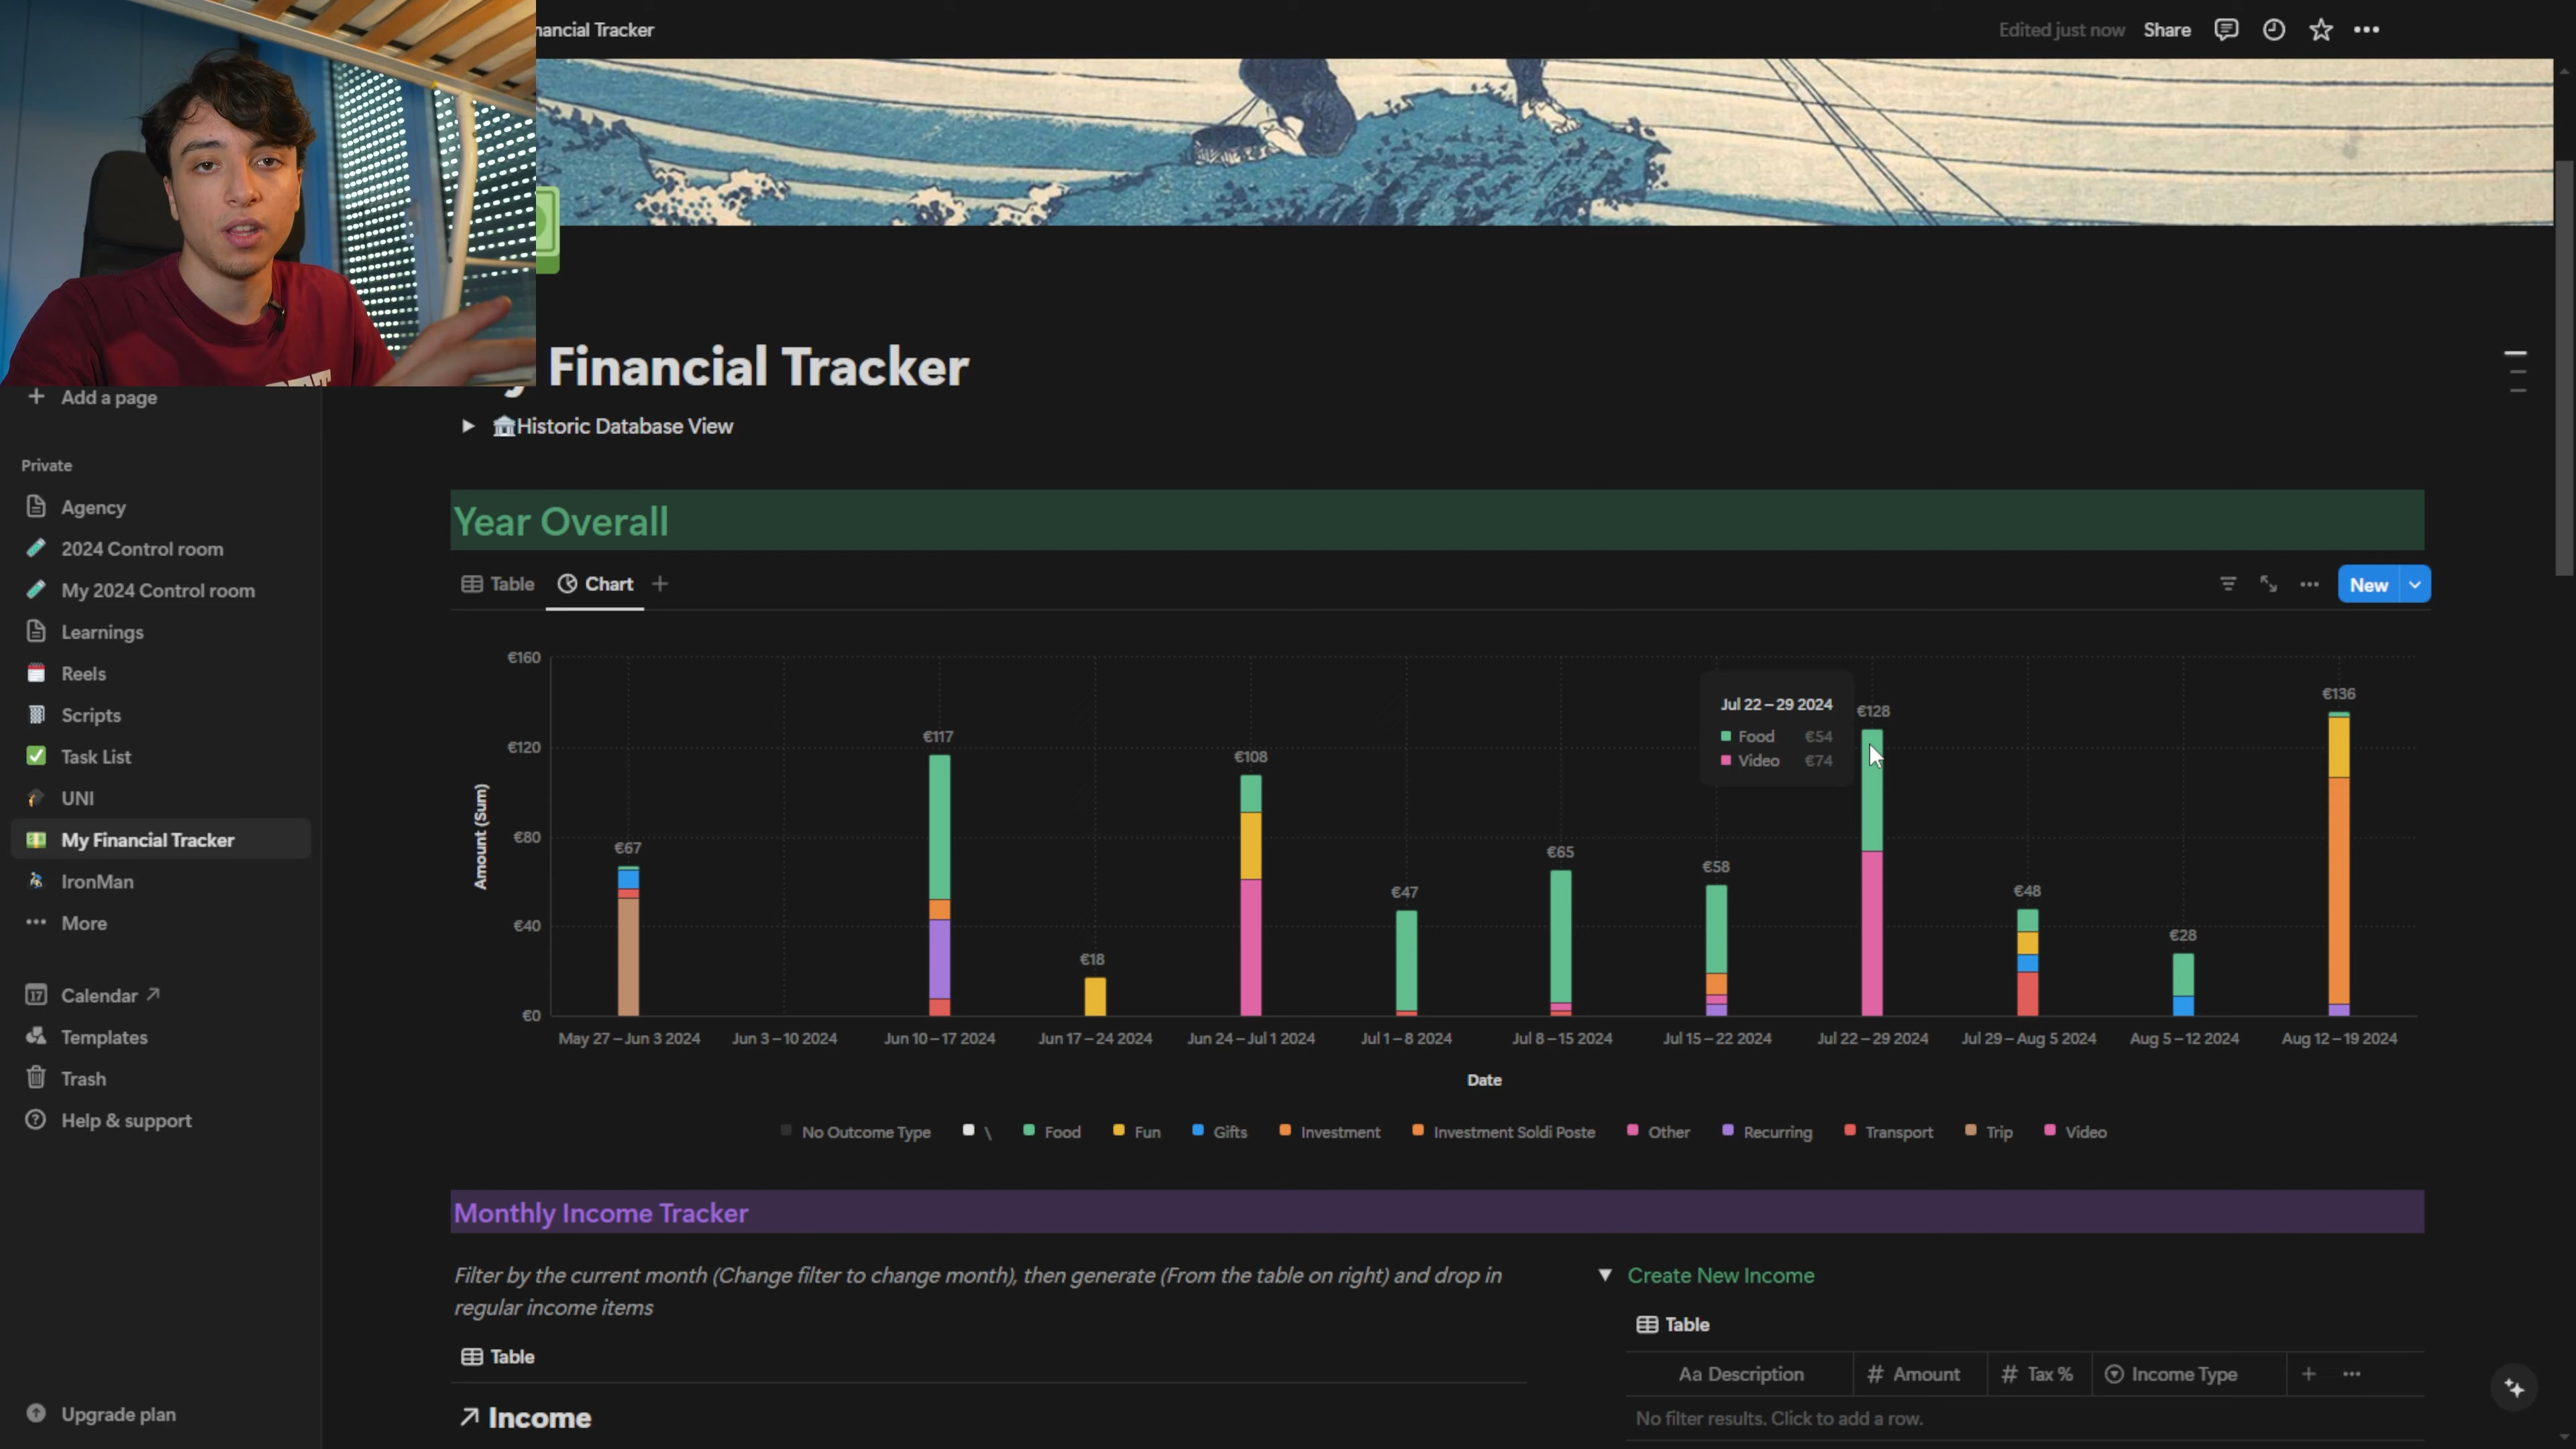 nancial Tracker
Edited just now
Share
Financial Tracker
Historic Database View
Add a page
Private
Agency
2024 Control room
My 2024 Control room
Learnings
Reels
Scripts
Task List
UNI
My Financial Tracker
IronMan
More
17
Calendar
Templates
Trash
Help & support
Upgrade plan
Year Overall
Table
Chart
New
€160
€120
€80
€40
€0
Amount (Sum)
€67
€117
€18
€108
€47
€65
€58
€128
€48
€28
€136
Jul 22 – 29 2024
Food €54
Video €74
May 27 – Jun 3 2024
Jun 3 – 10 2024
Jun 10 – 17 2024
Jun 17 – 24 2024
Jun 24 – Jul 1 2024
Jul 1 – 8 2024
Jul 8 – 15 2024
Jul 15 – 22 2024
Jul 22 – 29 2024
Jul 29 – Aug 5 2024
Aug 5 – 12 2024
Aug 12 – 19 2024
Date
No Outcome Type \ Food Fun Gifts Investment Investment Soldi Poste Other Recurring Transport Trip Video
Monthly Income Tracker
Filter by the current month (Change filter to change month), then generate (From the table on right) and drop in
regular income items
Table
Income
Create New Income
Table
Aa Description # Amount # Tax % Income Type
No filter results. Click to add a row.